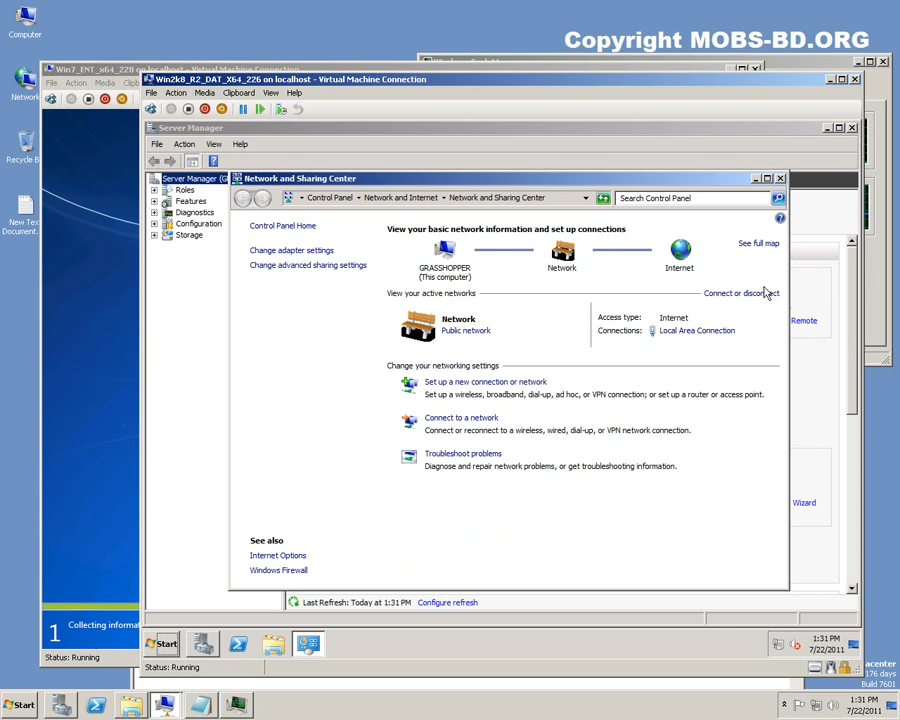 Computer
Copyright MOBS-BD.ORG
Win7_ENT_x64_228 on localhost - Virtual Machine Connection
File Action Media Clipb
Network
Win2k8_R2_DAT_X64_226 on localhost - Virtual Machine Connection
File Action Media Clipboard View Help
Server Manager
File Action View Help
Recycle B
Server Manager (G
Roles
Features
Diagnostics
Configuration
Storage
New Text
Document.
Network and Sharing Center
Control Panel Network and Internet Network and Sharing Center
Search Control Panel
Control Panel Home
Change adapter settings
Change advanced sharing settings
View your basic network information and set up connections
See full map
GRASSHOPPER
(This computer)
Network
Internet
View your active networks
Connect or disconnect
Network
Public network
Access type: Internet
Connections: Local Area Connection
Remote
Change your networking settings
Set up a new connection or network
Set up a wireless, broadband, dial-up, ad hoc, or VPN connection; or set up a router or access point.
Connect to a network
Connect or reconnect to a wireless, wired, dial-up, or VPN network connection.
Troubleshoot problems
Diagnose and repair network problems, or get troubleshooting information.
Wizard
See also
Internet Options
Windows Firewall
Last Refresh: Today at 1:31 PM Configure refresh
1 Collecting informa
Status: Running
Start
1:31 PM
7/22/2011
Status: Running
acenter
176 days
Build 7601
Start
1:31 PM
7/22/2011